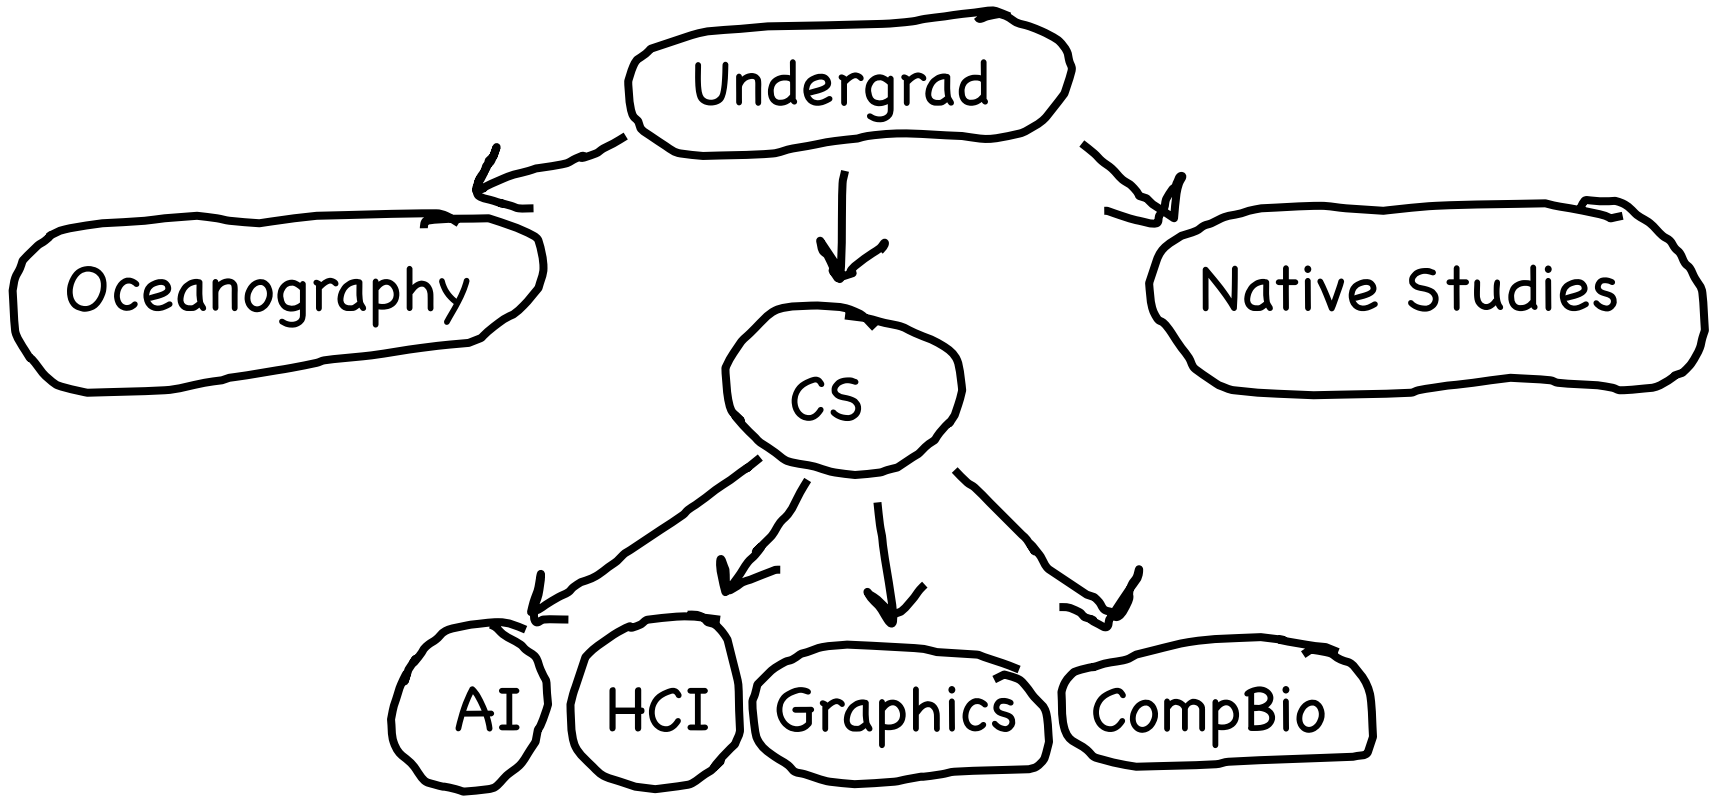 Undergrad
Oceanography
Native Studies
CS
AI
HCI
Graphics
CompBio